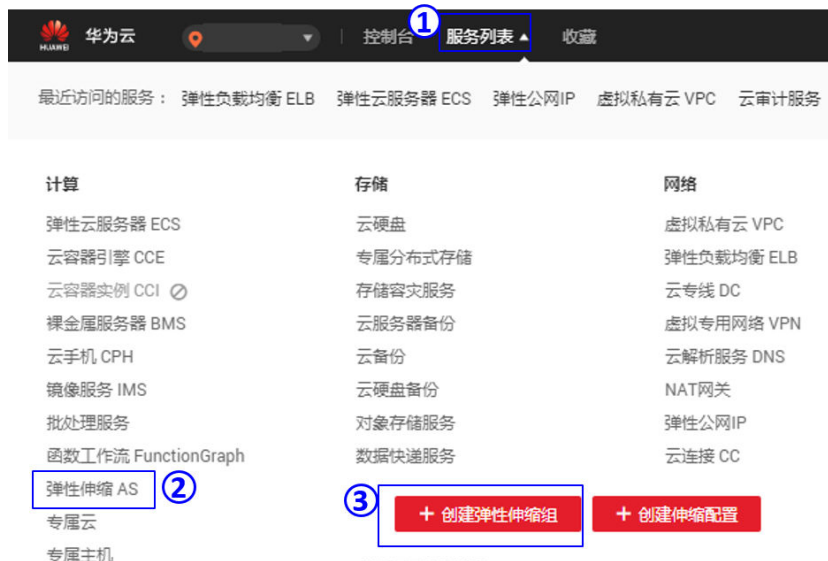 HUAWEI 华为云 控制台 服务列表 收藏
①
最近访问的服务： 弹性负载均衡 ELB 弹性云服务器 ECS 弹性公网IP 虚拟私有云 VPC 云审计服务
计算 存储 网络
弹性云服务器 ECS 云硬盘 虚拟私有云 VPC
云容器引擎 CCE 专属分布式存储 弹性负载均衡 ELB
云容器实例 CCI 存储容灾服务 云专线 DC
裸金属服务器 BMS 云服务器备份 虚拟专用网络 VPN
云手机 CPH 云备份 云解析服务 DNS
镜像服务 IMS 云硬盘备份 NAT网关
批处理服务 对象存储服务 弹性公网IP
函数工作流 FunctionGraph 数据快递服务 云连接 CC
弹性伸缩 AS ②
③ + 创建弹性伸缩组 + 创建伸缩配置
专属云
专属主机